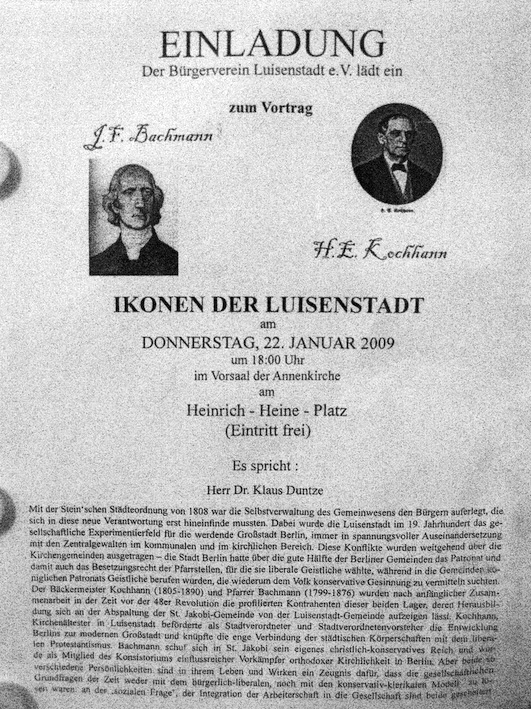 EINLADUNG
Der Bürgerverein Luisenstadt e.V. lädt ein
zum Vortrag
J.F. Bachmann
H.E. Kochhann
IKONEN DER LUISENSTADT
am
DONNERSTAG, 22. JANUAR 2009
um 18:00 Uhr
im Vorsaal der Annenkirche
am
Heinrich - Heine - Platz
(Eintritt frei)
Es spricht :
Herr Dr. Klaus Duntze
Mit der Stein'schen Städteordnung von 1808 war die Selbstverwaltung des Gemeinwesens den Bürgern auferlegt, die
sich in diese neue Verantwortung erst hineinfinde mussten. Dabei wurde die Luisenstadt im 19. Jahrhundert das ge-
sellschaftliche Experimentierfeld für die werdende Großstadt Berlin, immer in spannungsvoller Auseinandersetzung
mit den Zentralgewalten im kommunalen und im kirchlichen Bereich. Diese Konflikte wurden weitgehend über die
Kirchengemeinden ausgetragen – die Stadt Berlin hatte über die gute Hälfte der Berliner Gemeinden das Patronat und
damit auch das Besetzungsrecht der Pfarrstellen, für die sie liberale Geistliche wählte, während in die Gemeinden kö-
niglichen Patronats Geistliche berufen wurden, die wiederum dem Volk konservative Gesinnung zu vermitteln suchten.
Der Bäckermeister Kochhann (1805-1890) und Pfarrer Bachmann (1799-1876) wurden nach anfänglicher Zusam-
menarbeit in der Zeit vor der 48er Revolution die profilierten Kontrahenten dieser beiden Lager, deren Herausbil-
dung sich an der Abspaltung der St. Jakobi-Gemeinde von der Luisenstadt-Gemeinde aufzeigen lässt. Kochhann,
Kirchenältester in Luisenstadt beförderte als Stadtverordneter und Stadtverordnetenvorsteher die Entwicklung
Berlins zur modernen Großstadt und knüpfte die enge Verbindung der städtischen Körperschaften mit dem libera-
len Protestantismus. Bachmann schuf sich in St. Jakobi sein eigenes christlich-konservatives Reich und wur-
de als Mitglied des Konsistoriums einflussreicher Vorkämpfer orthodoxer Kirchlichkeit in Berlin. Aber beide so
verschiedene Persönlichkeiten sind in ihrem Leben und Wirken ein Zeugnis dafür, dass die gesellschaftlichen
Grundfragen der Zeit weder mit dem bürgerlich-liberalen, noch mit den konservativ-klerikalen Modell zu lö-
sen waren: an der „sozialen Frage", der Integration der Arbeiterschaft in die Gesellschaft sind beide gescheitert